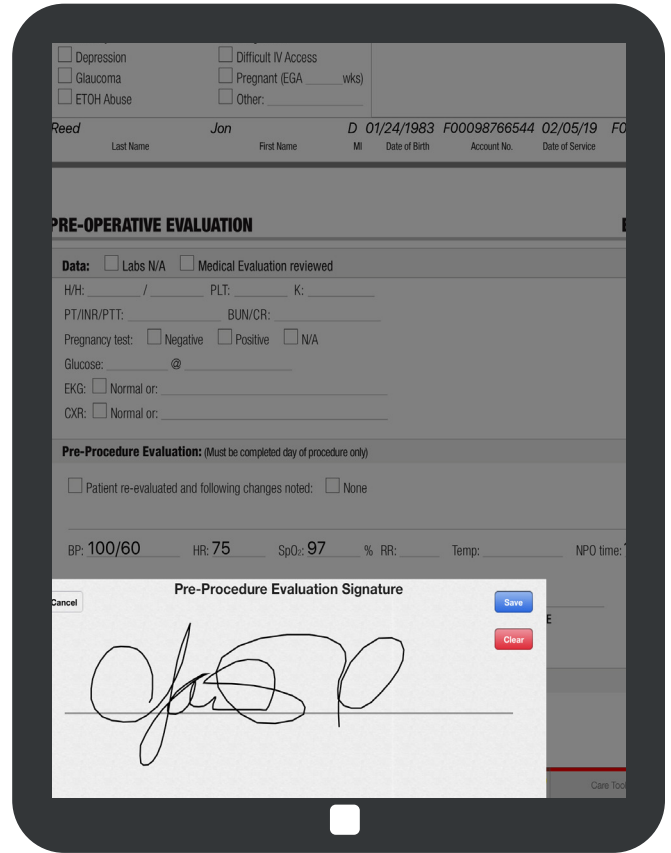 Depression Difficult IV Access
Glaucoma Pregnant (EGA ______wks)
ETOH Abuse Other:
Reed Jon D 01/24/1983 F00098766544 02/05/19 F0
Last Name First Name MI Date of Birth Account No. Date of Service
PRE-OPERATIVE EVALUATION
Data: Labs N/A Medical Evaluation reviewed
H/H: / PLT: K:
PT/INR/PTT: BUN/CR:
Pregnancy test: Negative Positive N/A
Glucose: @
EKG: Normal or:
CXR: Normal or:
Pre-Procedure Evaluation: (Must be completed day of procedure only)
Patient re-evaluated and following changes noted: None
BP: 100/60 HR: 75 SpO2: 97 % RR: Temp: NPO time:
Pre-Procedure Evaluation Signature
Cancel Save
Clear
Care Tool